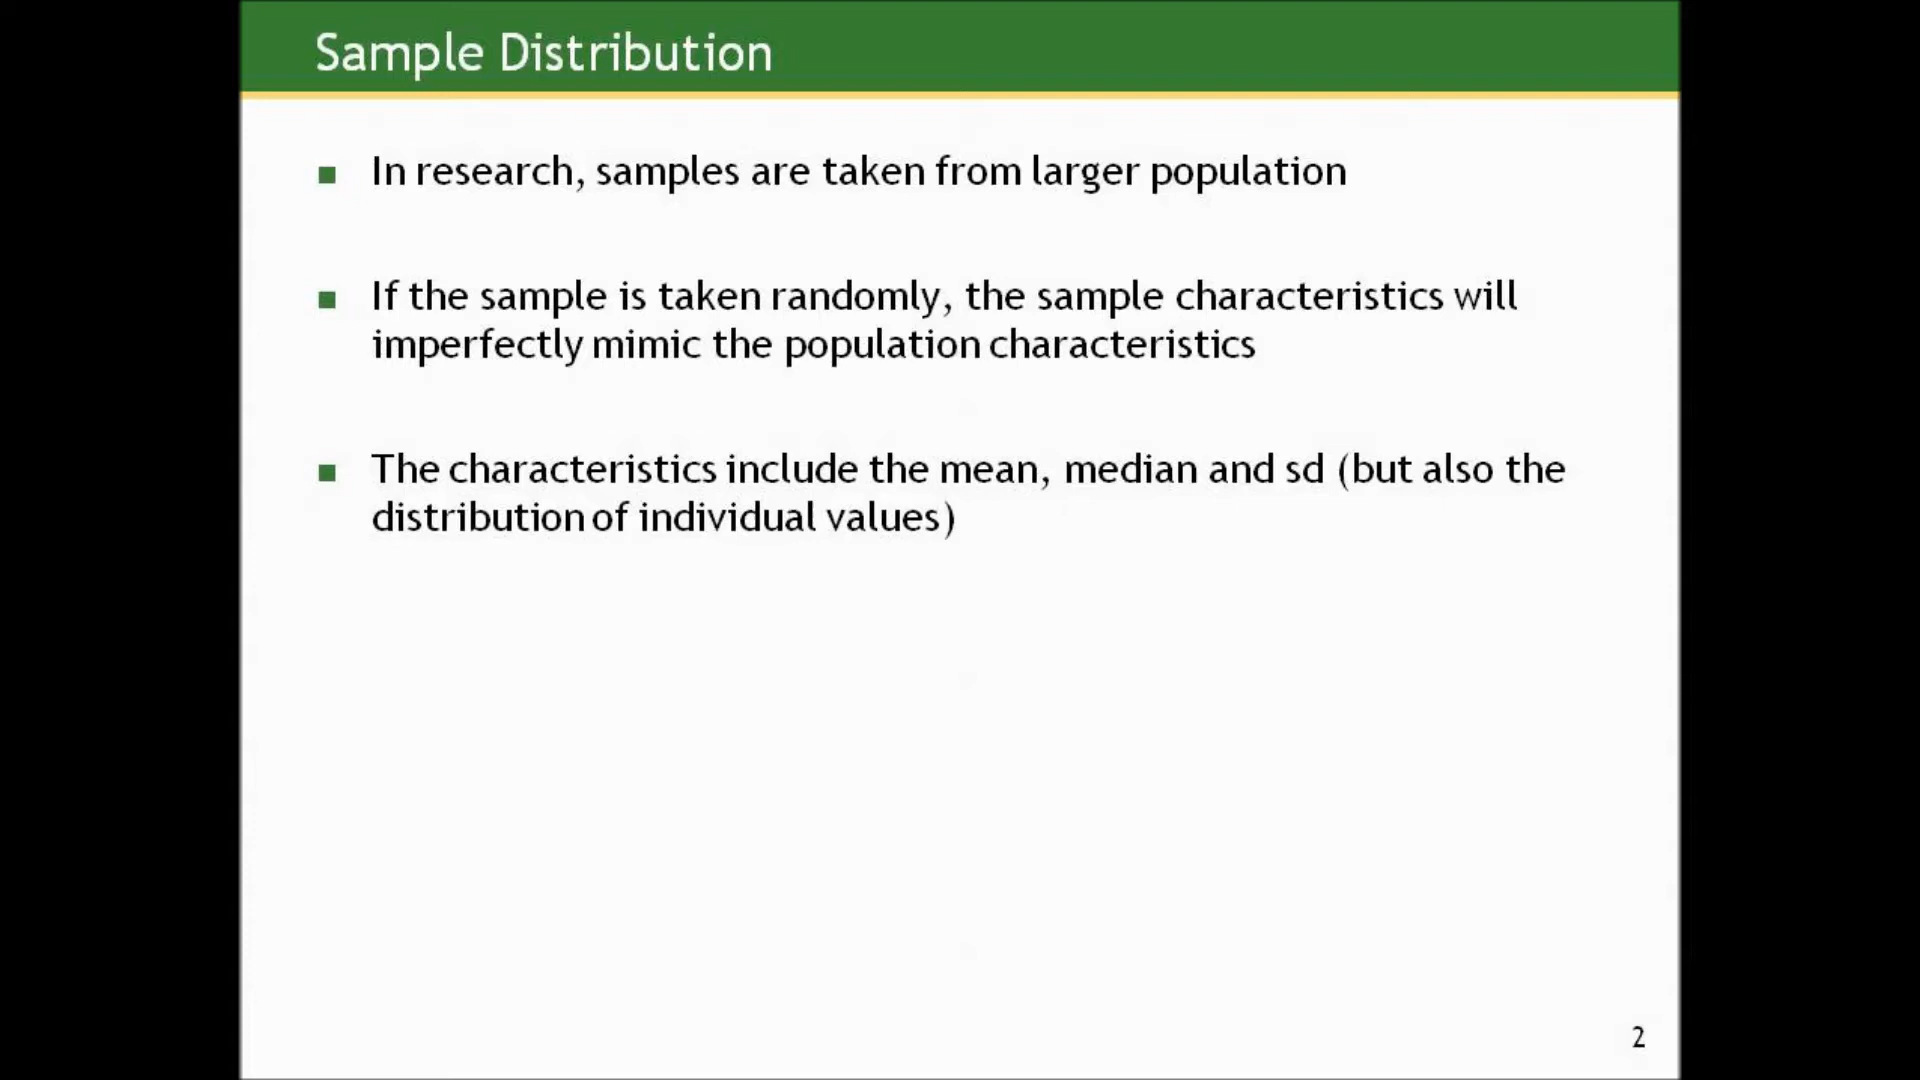 Sample Distribution
In research, samples are taken from larger population
If the sample is taken randomly, the sample characteristics will
imperfectly mimic the population characteristics
The characteristics include the mean, median and sd (but also the
distribution of individual values)
2